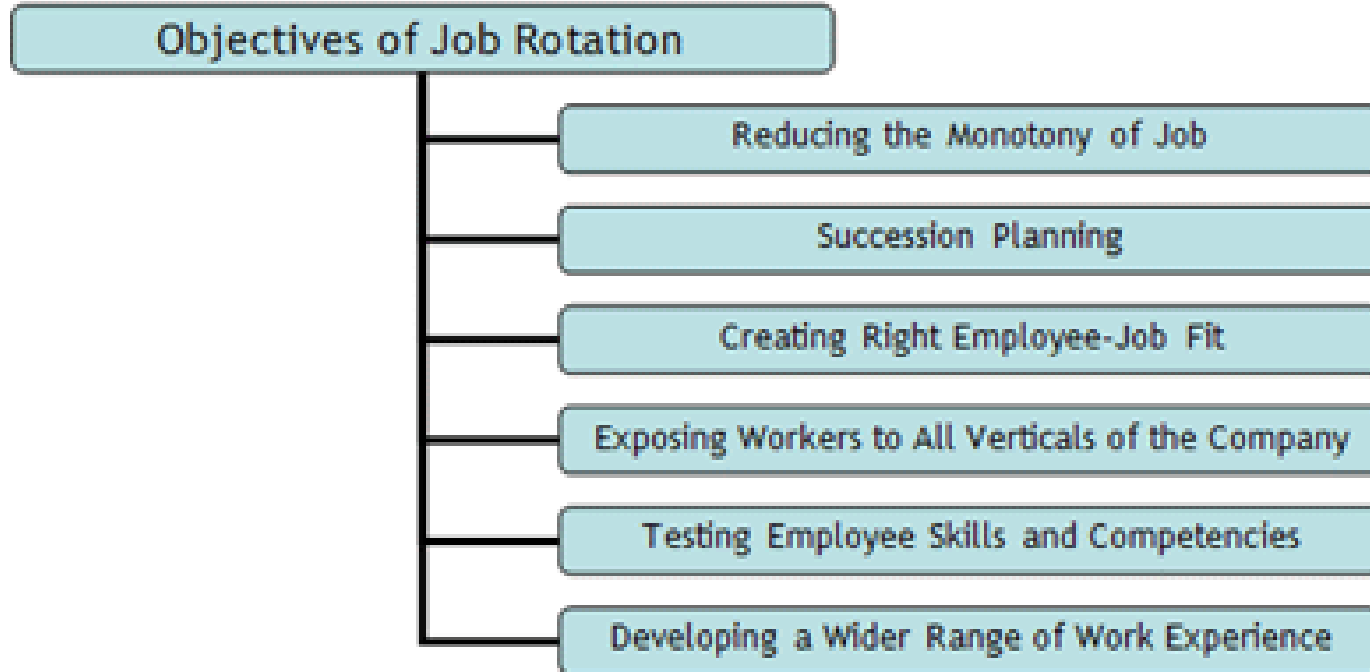 Objectives of Job Rotation
Reducing the Monotony of Job
Succession Planning
Creating Right Employee-Job Fit
Exposing Workers to All Verticals of the Company
Testing Employee Skills and Competencies
Developing a Wider Range of Work Experience